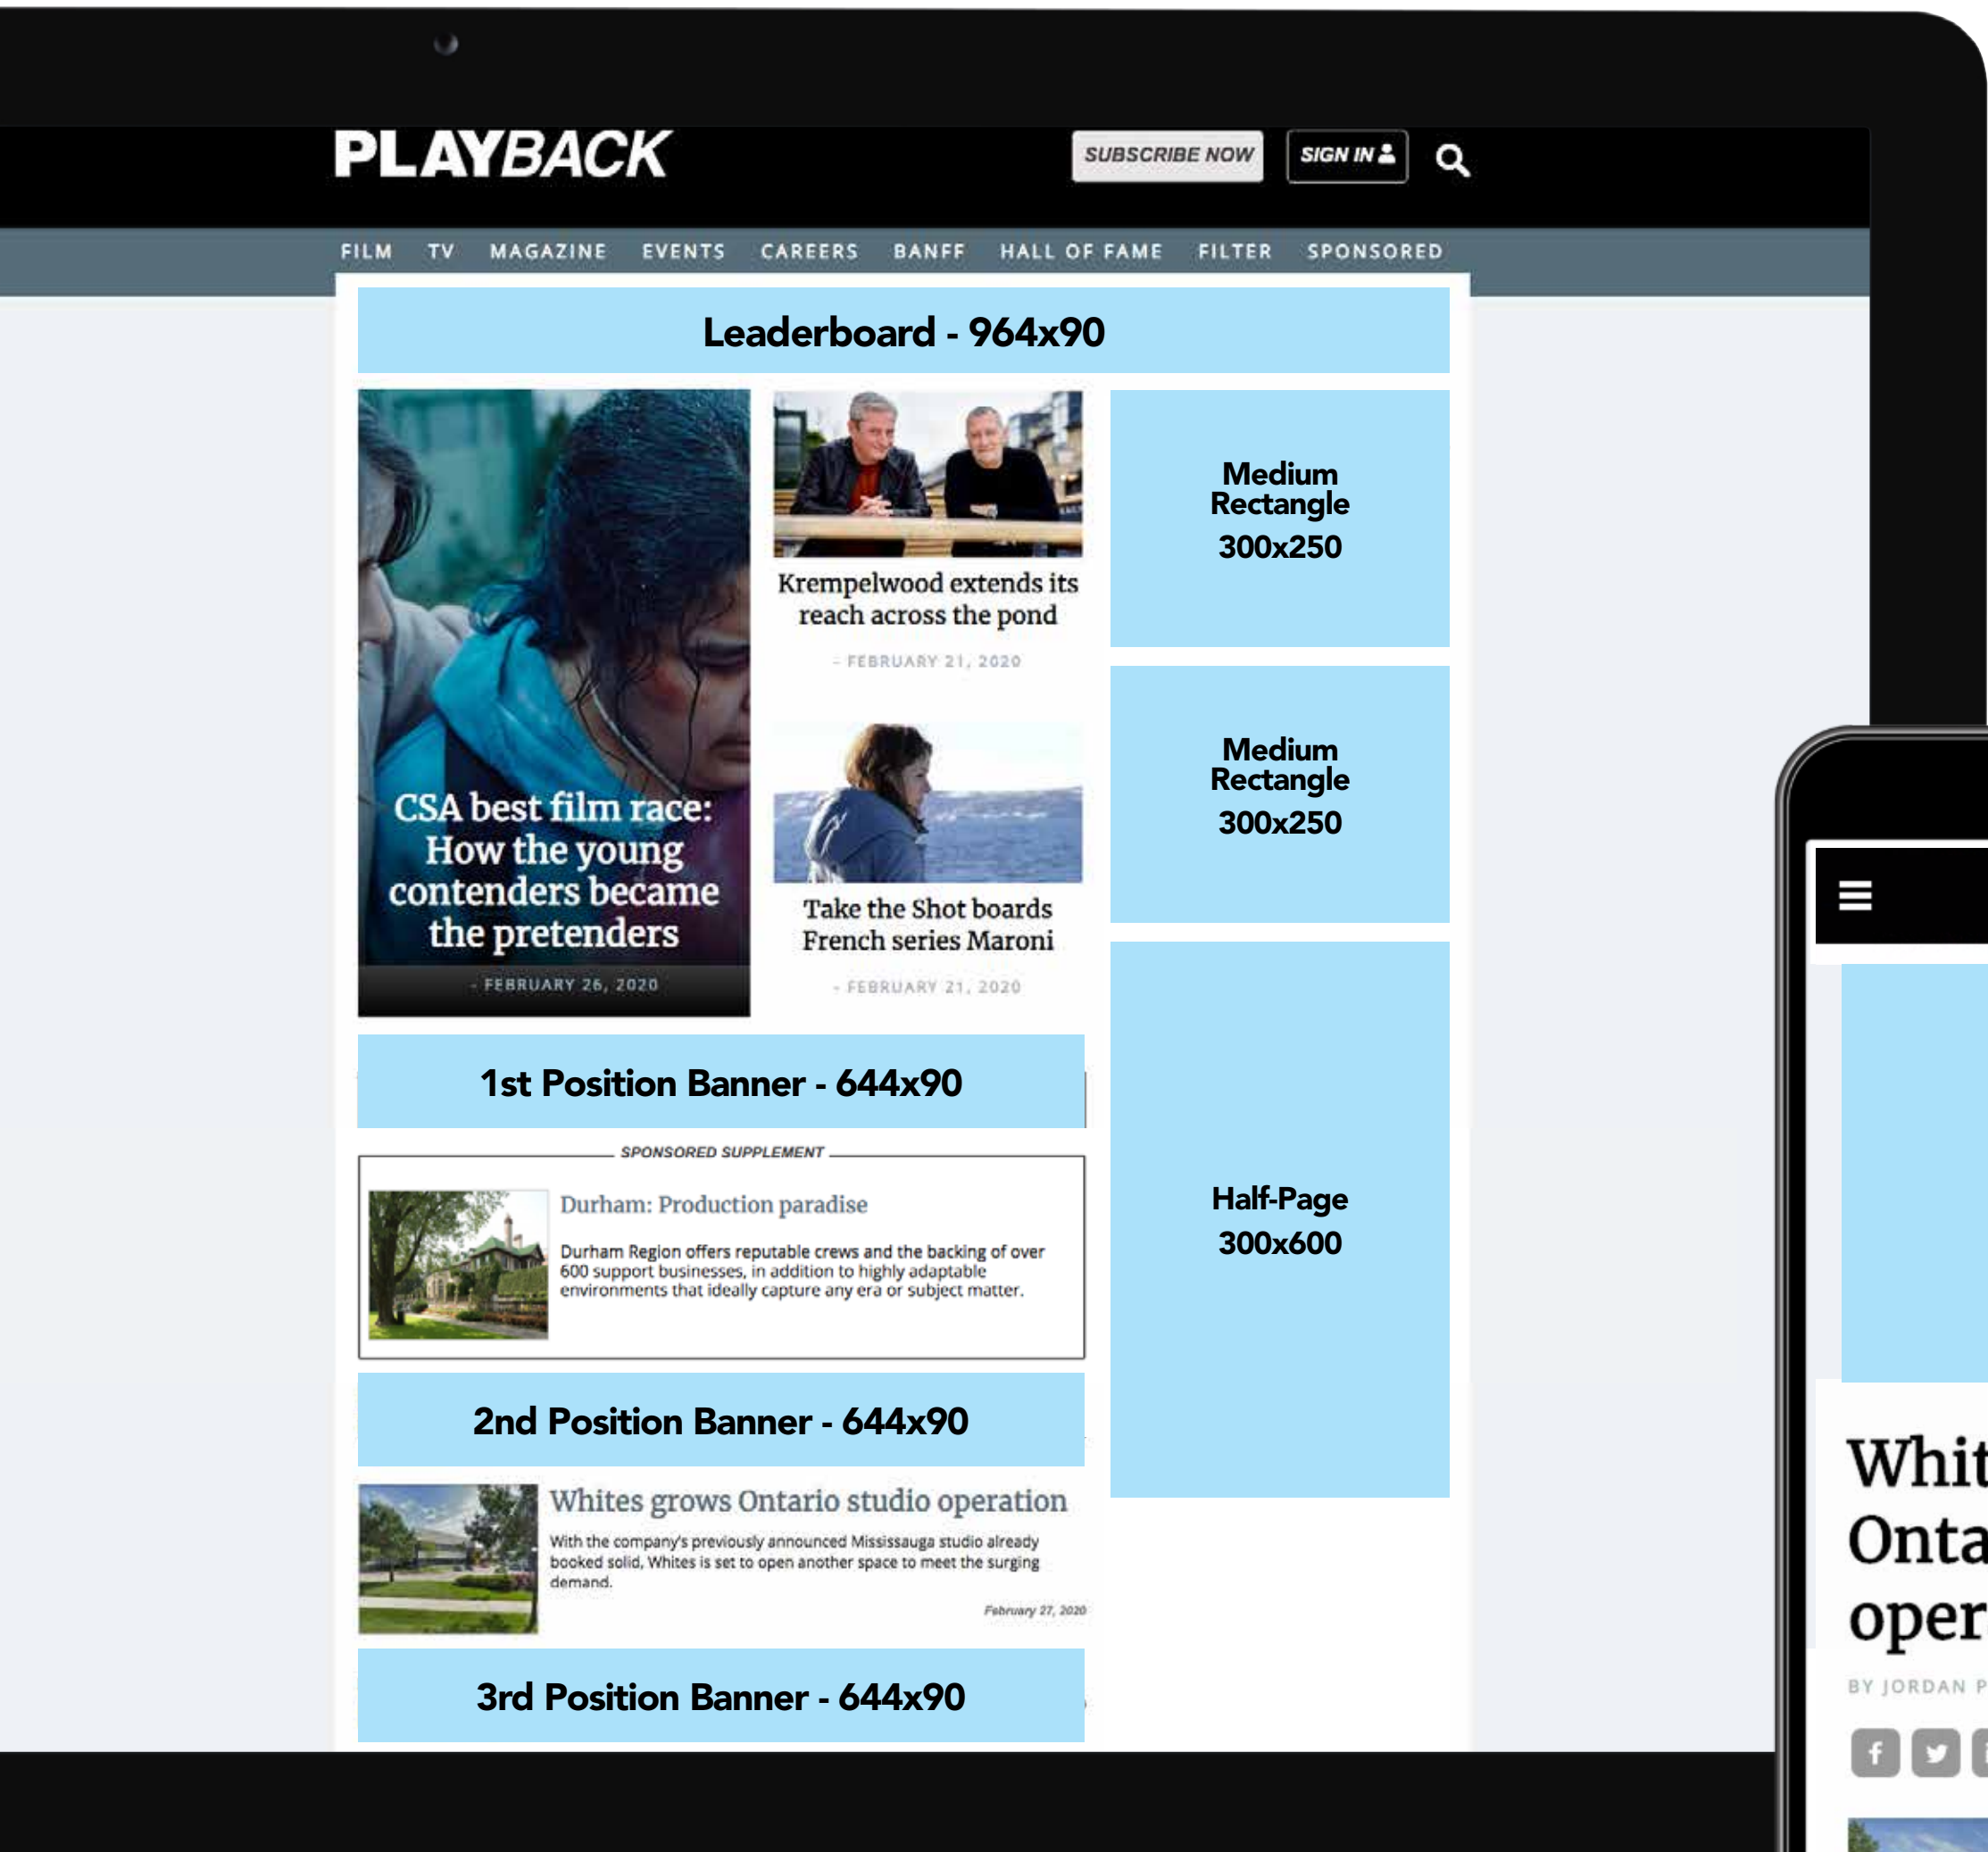 PLAYBACK
SUBSCRIBE NOW
SIGN IN
FILM TV MAGAZINE EVENTS CAREERS BANFF HALL OF FAME FILTER SPONSORED
Leaderboard - 964x90
CSA best film race:
How the young
contenders became
the pretenders
- FEBRUARY 26, 2020
Krempelwood extends its
reach across the pond
- FEBRUARY 21, 2020
Take the Shot boards
French series Maroni
- FEBRUARY 21, 2020
Medium
Rectangle
300x250
Medium
Rectangle
300x250
Half-Page
300x600
1st Position Banner - 644x90
SPONSORED SUPPLEMENT
Durham: Production paradise
Durham Region offers reputable crews and the backing of over
600 support businesses, in addition to highly adaptable
environments that ideally capture any era or subject matter.
2nd Position Banner - 644x90
Whites grows Ontario studio operation
With the company's previously announced Mississauga studio already
booked solid, Whites is set to open another space to meet the surging
demand.
February 27, 2020
3rd Position Banner - 644x90
Whit
Onta
oper
BY JORDAN P